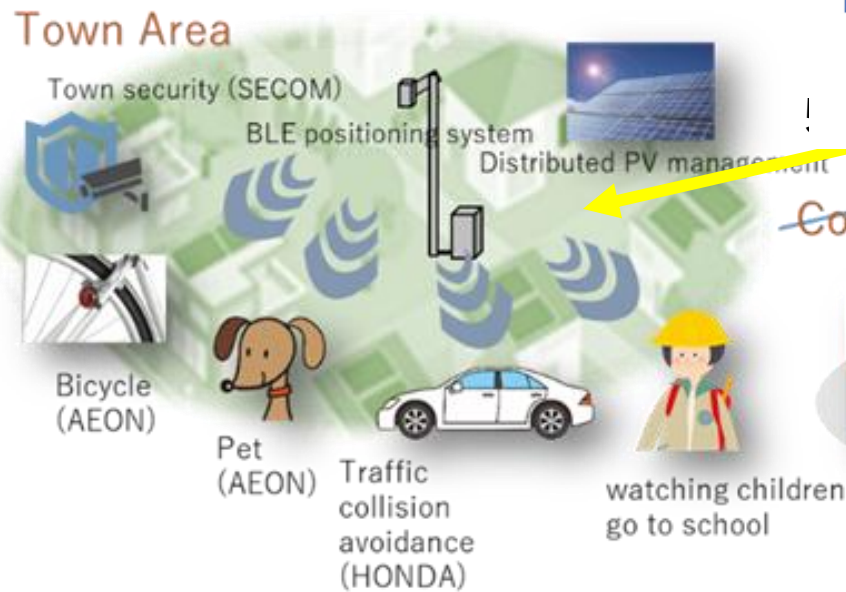 Town Area
Town security (SECOM)
BLE positioning system
Distributed PV management
Bicycle
(AEON)
Pet
(AEON)
Traffic
collision
avoidance
(HONDA)
watching children
go to school